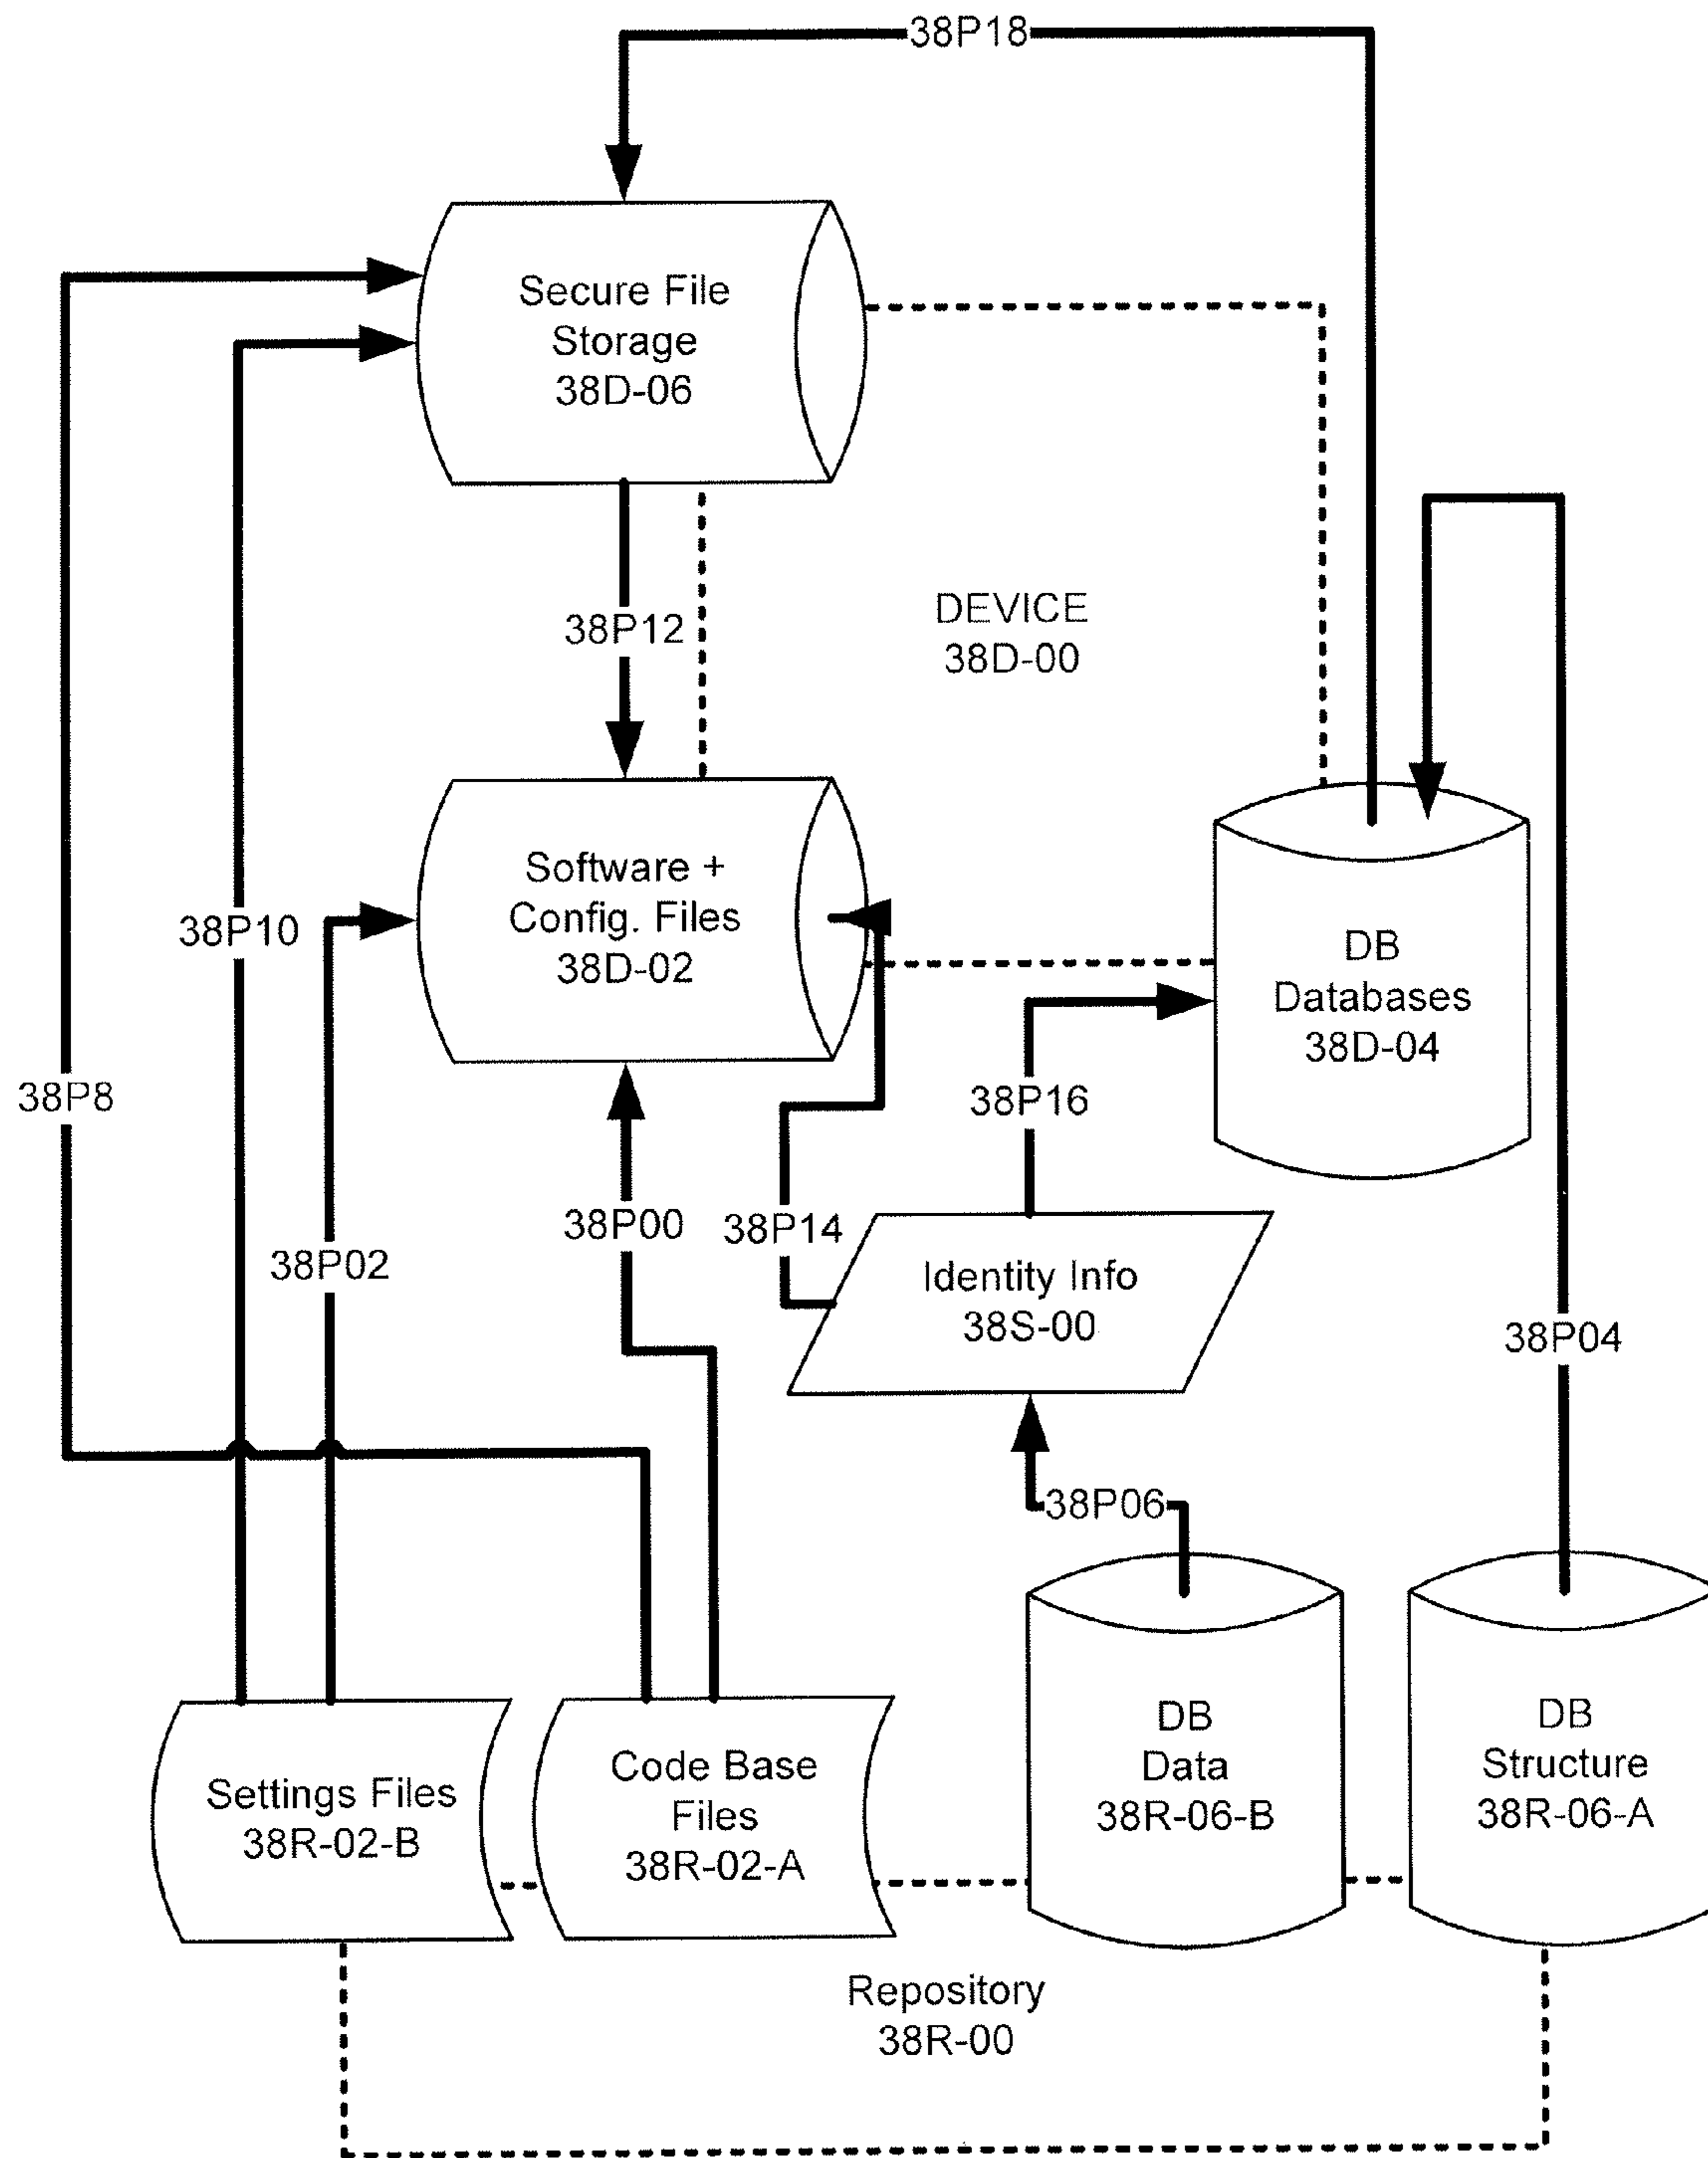 38P18
Secure File
Storage
38D-06
DEVICE
38D-00
38P12
Software +
Config. Files
38D-02
38P10
DB
Databases
38D-04
38P8
38P16
38P00
38P14
38P02
Identity Info
38S-00
38P04
38P06
DB
Data
38R-06-B
DB
Structure
38R-06-A
Settings Files
38R-02-B
Code Base
Files
38R-02-A
Repository
38R-00